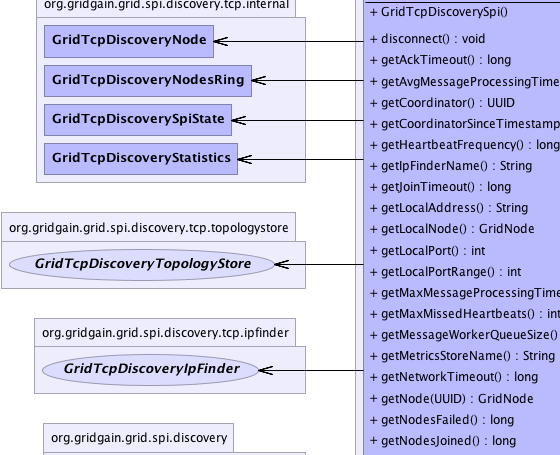 org.gridgain.grid.spi.discovery.tcp.internal
GridTcpDiscoveryNode
GridTcpDiscoveryNodesRing
GridTcpDiscoverySpiState
GridTcpDiscoveryStatistics
org.gridgain.grid.spi.discovery.tcp.topologystore
GridTcpDiscoveryTopologyStore
org.gridgain.grid.spi.discovery.tcp.ipfinder
GridTcpDiscoveryIpFinder
org.gridgain.grid.spi.discovery
+ GridTcpDiscoverySpi()
+ disconnect() : void
+ getAckTimeout() : long
+ getAvgMessageProcessingTime
+ getCoordinator() : UUID
+ getCoordinatorSinceTimestamp
+ getHeartbeatFrequency() : long
+ getIpFinderName() : String
+ getJoinTimeout() : long
+ getLocalAddress() : String
+ getLocalNode() : GridNode
+ getLocalPort() : int
+ getLocalPortRange() : int
+ getMaxMessageProcessingTime
+ getMaxMissedHeartbeats() : int
+ getMessageWorkerQueueSize()
+ getMetricsStoreName() : String
+ getNetworkTimeout() : long
+ getNode(UUID) : GridNode
+ getNodesFailed() : long
+ getNodesJoined() : long